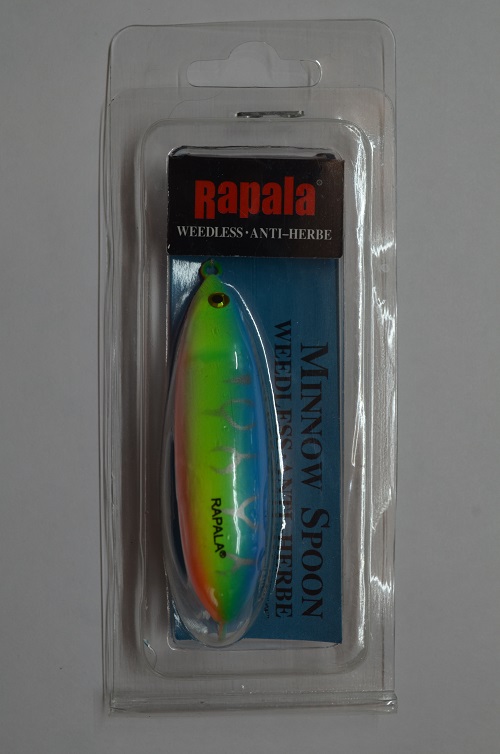 Rapala®
WEEDLESS·ANTI-HERBE
MINNOW SPOON
WEEDLESS ANTI-HERBE
RAPALA®